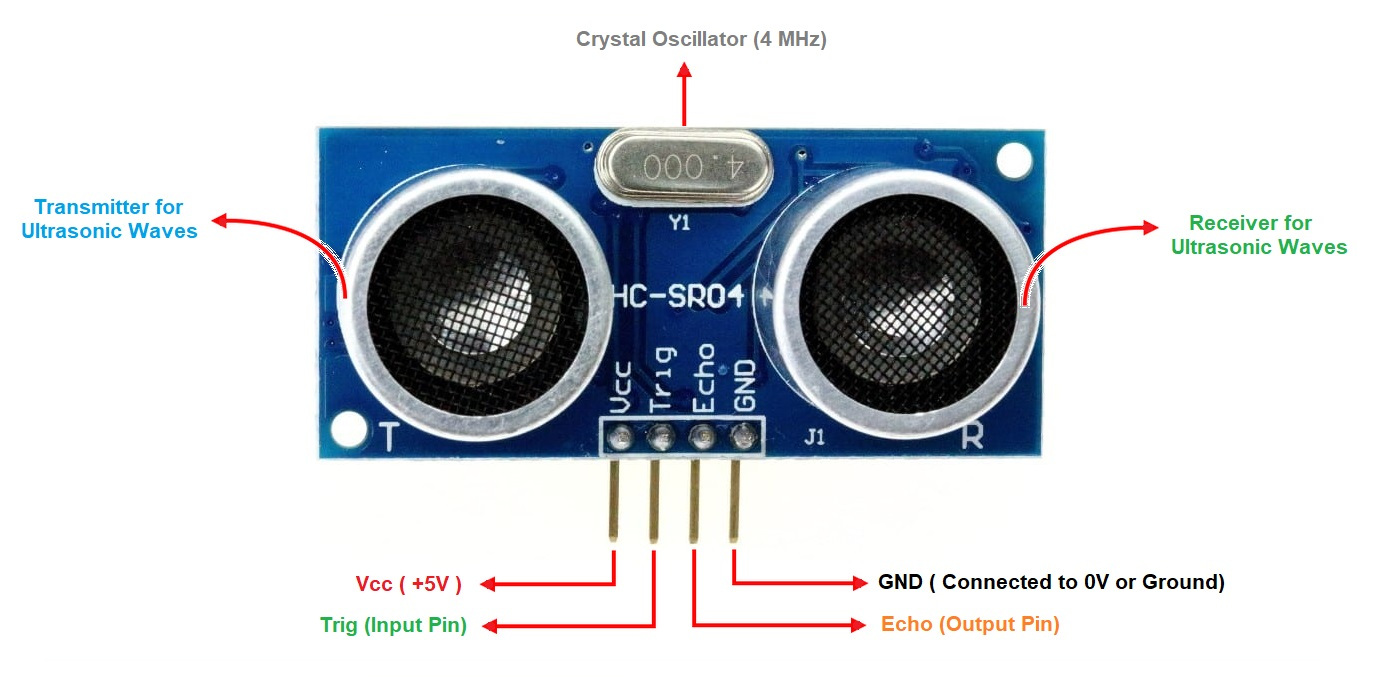 Crystal Oscillator (4 MHz)
4.000
Y1
Transmitter for
Ultrasonic Waves
Receiver for
Ultrasonic Waves
HC-SR04
Vcc
Trig
Echo
GND
T
J1
R
Vcc ( +5V )
GND ( Connected to 0V or Ground)
Trig (Input Pin)
Echo (Output Pin)